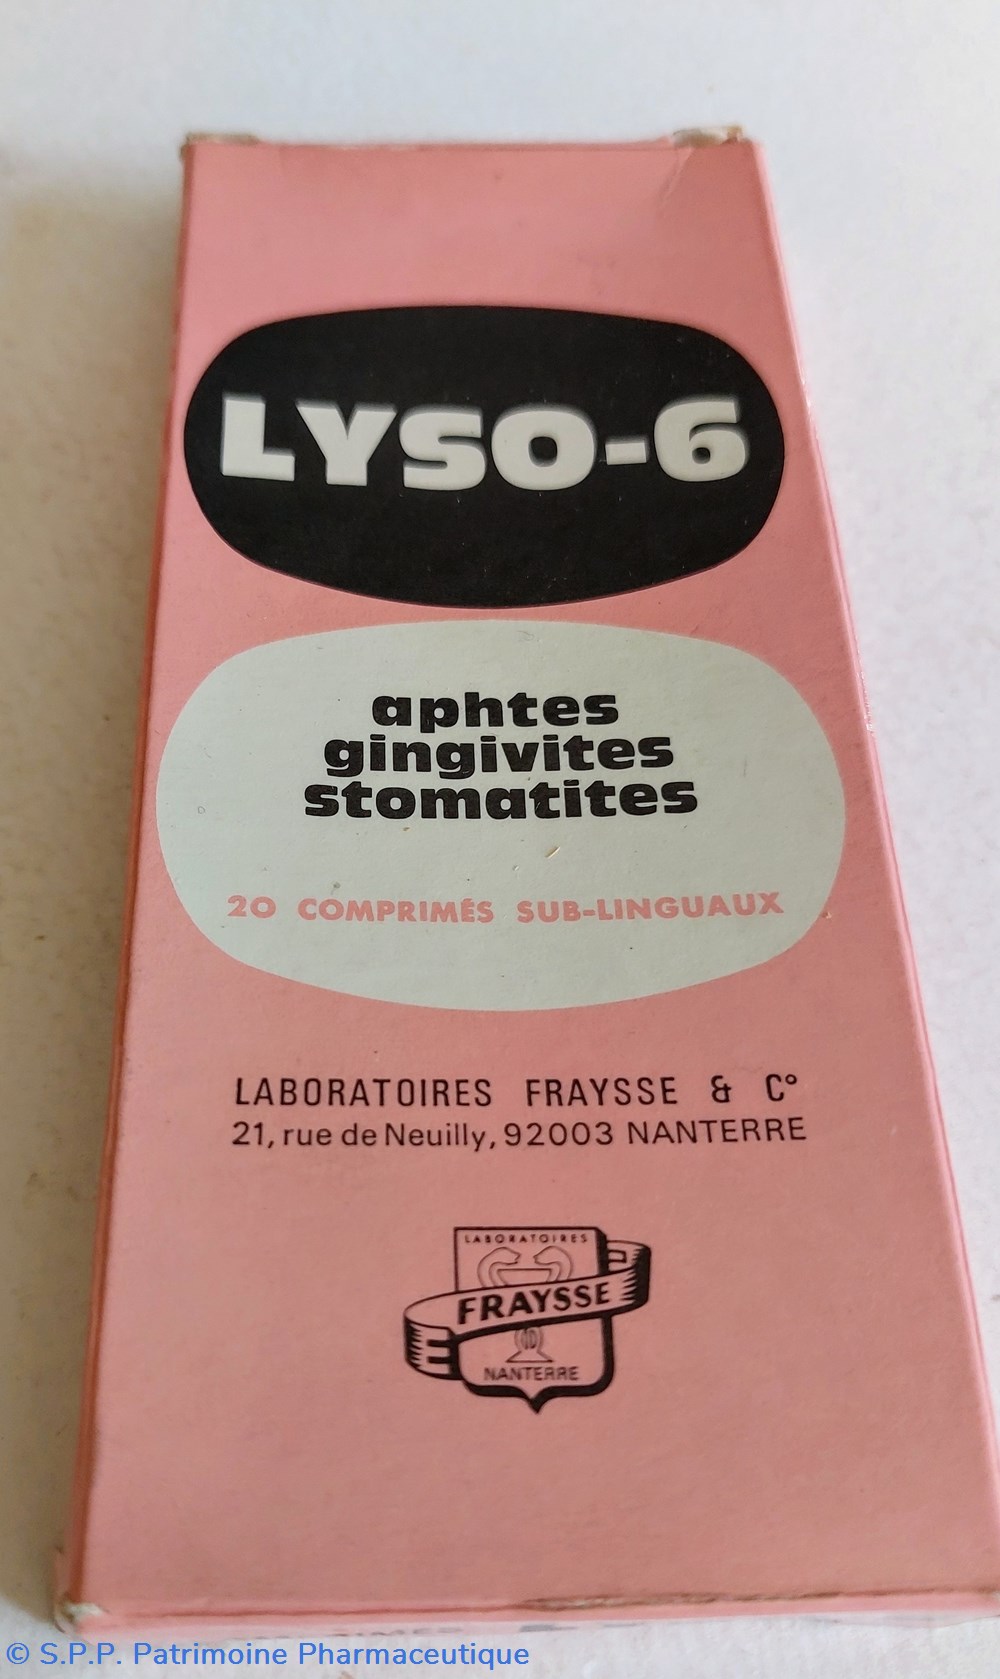 LYSO-6
aphtes
gingivites
stomatites
20 COMPRIMÉS SUB-LINGUAUX
LABORATOIRES FRAYSSE & C°
21, rue de Neuilly, 92003 NANTERRE
LABORATOIRES
FRAYSSE
NANTERRE
© S.P.P. Patrimoine Pharmaceutique